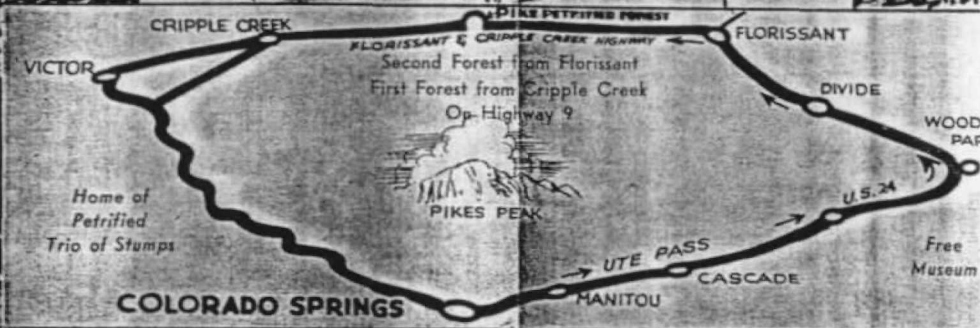 PIKE PETRIFIED FOREST
CRIPPLE CREEK
FLORISSANT & CRIPPLE CREEK HIGHWAY
FLORISSANT
VICTOR
Second Forest from Florissant
First Forest from Cripple Creek
On Highway 9
DIVIDE
WOOD
PAR
PIKES PEAK
U.S. 24
Home of
Petrified
Trio of Stumps
UTE PASS
CASCADE
MANITOU
Free
Museum
COLORADO SPRINGS